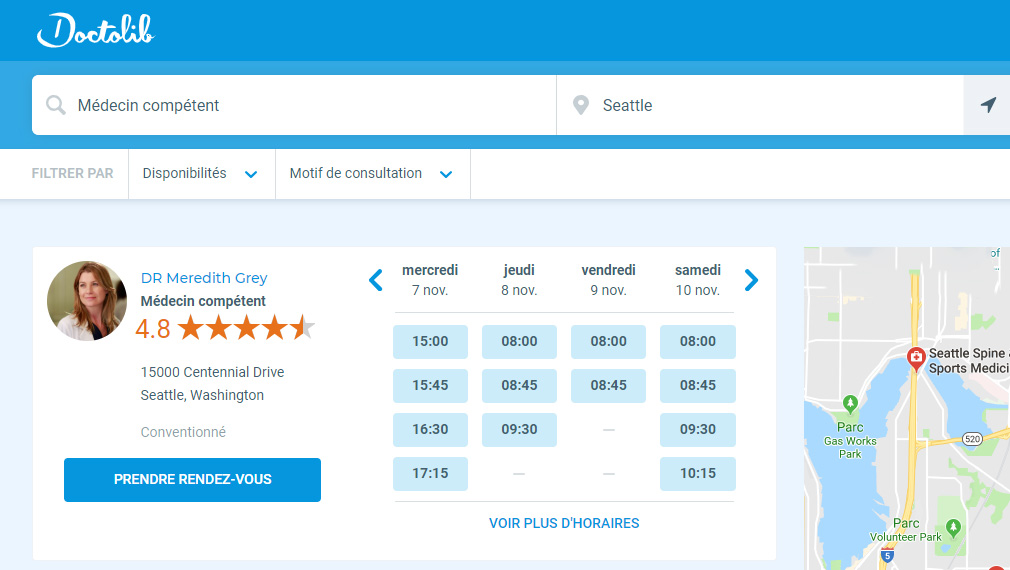 Doctolib
Médecin compétent
Seattle
FILTRER PAR
Disponibilités
Motif de consultation
DR Meredith Grey
Médecin compétent
4.8
15000 Centennial Drive
Seattle, Washington
Conventionné
PRENDRE RENDEZ-VOUS
mercredi jeudi vendredi samedi
7 nov. 8 nov. 9 nov. 10 nov.
15:00 08:00 08:00 08:00
15:45 08:45 08:45 08:45
16:30 09:30 — 09:30
17:15 — — 10:15
VOIR PLUS D'HORAIRES
of
Seattle Spine &
Sports Medici
Parc
Gas Works
Park
520
Parc
Volunteer Park
5